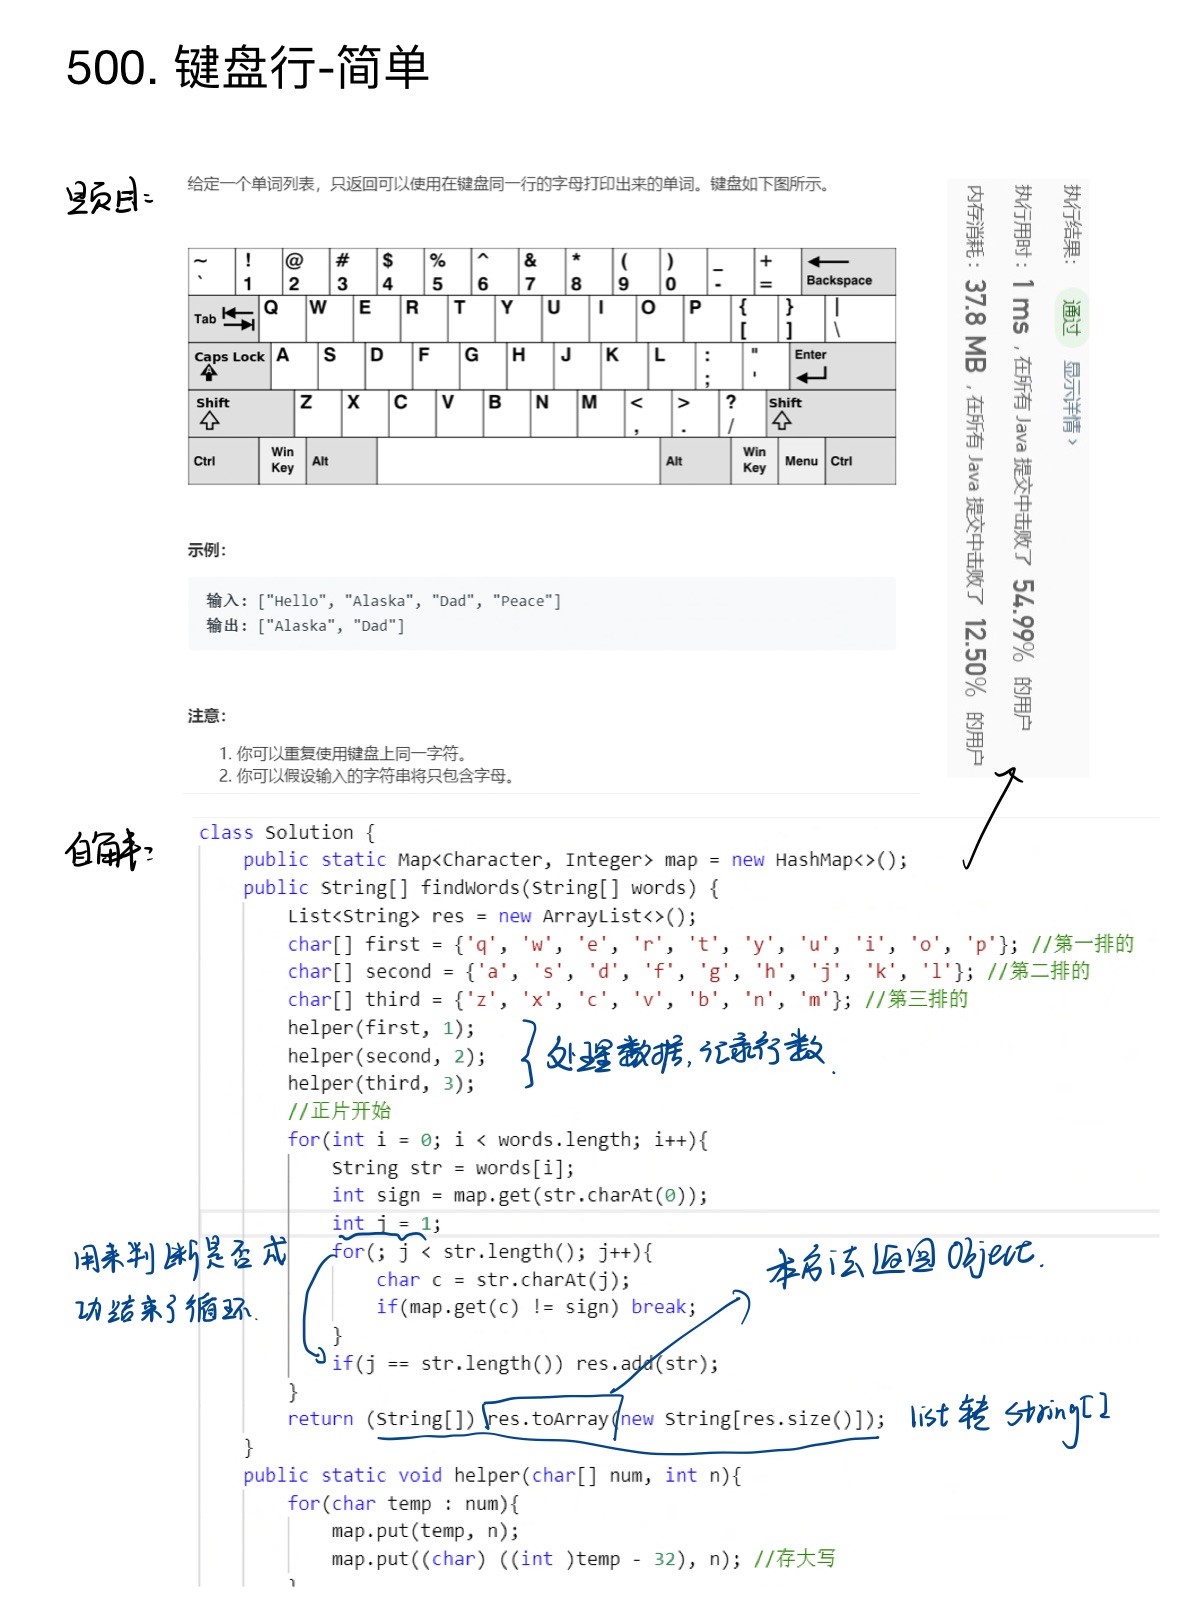 500. 键盘行-简单
题目:
给定一个单词列表，只返回可以使用在键盘同一行的字母打印出来的单词。键盘如下图所示。
~ ! @ # $ % ^ & * ( ) _ +
` 1 2 3 4 5 6 7 8 9 0 - = Backspace
Tab Q W E R T Y U I O P { } |
[ ] \
Caps Lock A S D F G H J K L : " Enter
; '
Shift Z X C V B N M < > ? Shift
, . /
Ctrl Win Key Alt Alt Win Key Menu Ctrl
执行结果： 通过 显示详情 >
执行用时：1 ms，在所有 Java 提交中击败了 54.99% 的用户
内存消耗：37.8 MB，在所有 Java 提交中击败了 12.50% 的用户
示例：
输入: ["Hello", "Alaska", "Dad", "Peace"]
输出: ["Alaska", "Dad"]
注意：
1. 你可以重复使用键盘上同一字符。
2. 你可以假设输入的字符串将只包含字母。
自解:
class Solution {
public static Map<Character, Integer> map = new HashMap<>();
public String[] findWords(String[] words) {
List<String> res = new ArrayList<>();
char[] first = {'q', 'w', 'e', 'r', 't', 'y', 'u', 'i', 'o', 'p'}; //第一排的
char[] second = {'a', 's', 'd', 'f', 'g', 'h', 'j', 'k', 'l'}; //第二排的
char[] third = {'z', 'x', 'c', 'v', 'b', 'n', 'm'}; //第三排的
helper(first, 1);
helper(second, 2);
helper(third, 3);
处理数据，记录行数.
//正片开始
for(int i = 0; i < words.length; i++){
String str = words[i];
int sign = map.get(str.charAt(0));
int j = 1;
for(; j < str.length(); j++){
char c = str.charAt(j);
if(map.get(c) != sign) break;
}
if(j == str.length()) res.add(str);
用来判断是否成
功结束了循环.
本方法返回Object.
}
return (String[]) res.toArray(new String[res.size()]);
list转 String[]
}
public static void helper(char[] num, int n){
for(char temp : num){
map.put(temp, n);
map.put((char) ((int )temp - 32), n); //存大写
}